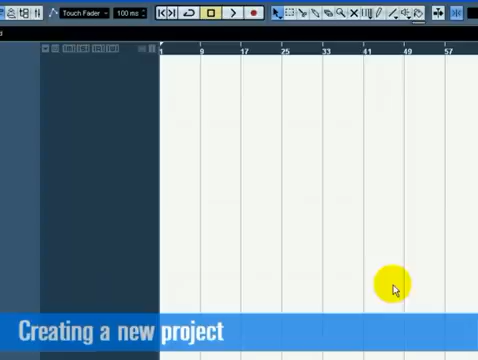 Touch Fader 100 ms
1 9 17 25 33 41 49 57
Creating a new project